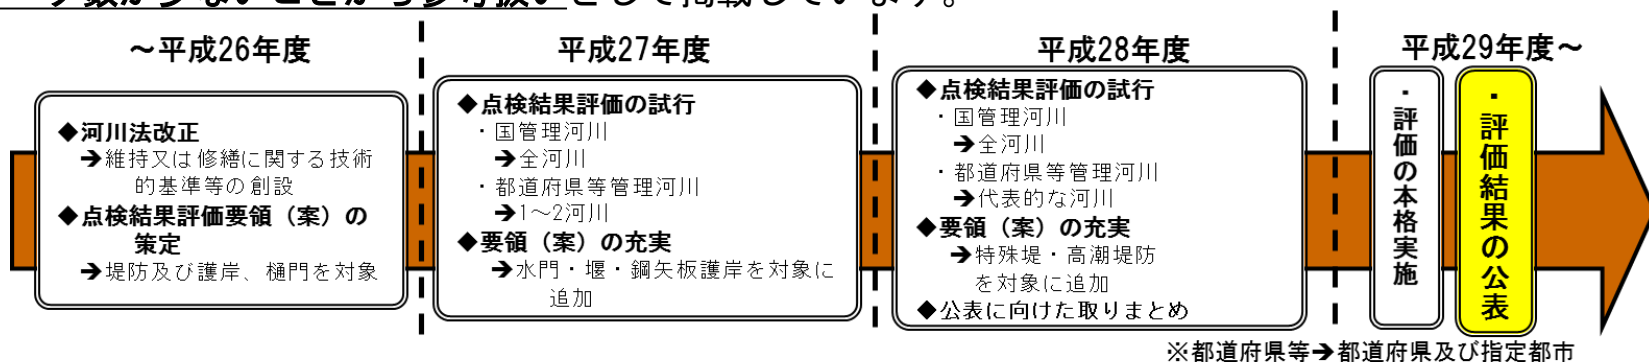 として掲載しています。
～平成26年度
◆河川法改正
➔維持又は修繕に関する技術
的基準等の創設
◆点検結果評価要領（案）の
策定
➔堤防及び護岸、樋門を対象
平成27年度
◆点検結果評価の試行
・国管理河川
➔全河川
・都道府県等管理河川
➔1～2河川
◆要領（案）の充実
➔水門・堰・鋼矢板護岸を対象に
追加
平成28年度
◆点検結果評価の試行
・国管理河川
➔全河川
・都道府県等管理河川
➔代表的な河川
◆要領（案）の充実
➔特殊堤・高潮堤防
を対象に追加
◆公表に向けた取りまとめ
平成29年度～
・評価の本格実施
・評価結果の公表
※都道府県等➔都道府県及び指定都市